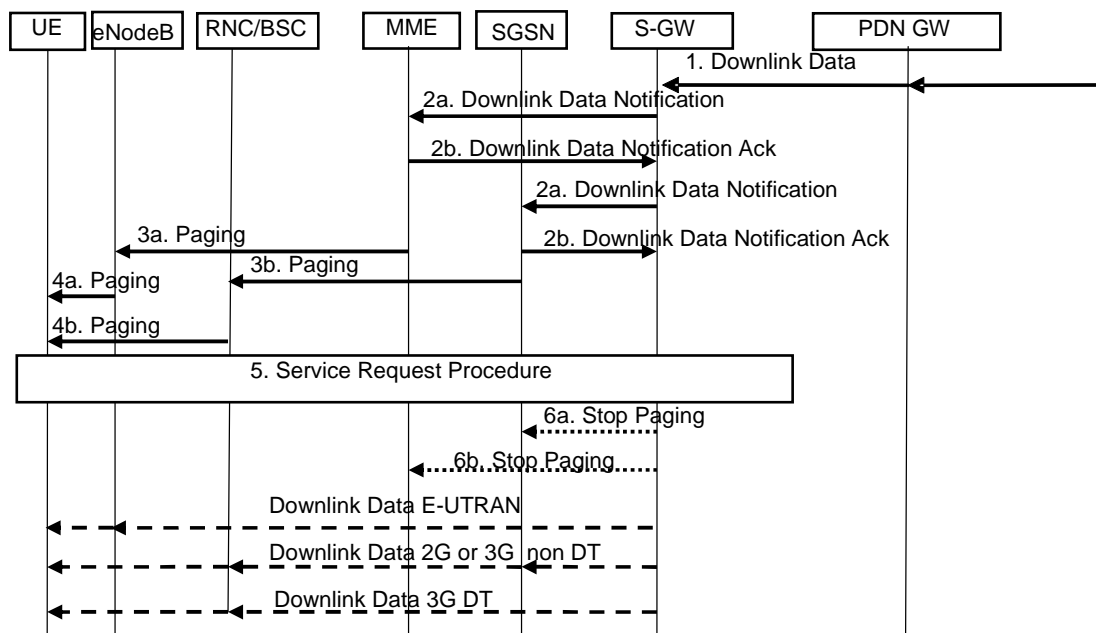 UE eNodeB RNC/BSC MME SGSN S-GW PDN GW
1. Downlink Data
2a. Downlink Data Notification
2b. Downlink Data Notification Ack
2a. Downlink Data Notification
3a. Paging
2b. Downlink Data Notification Ack
3b. Paging
4a. Paging
4b. Paging
5. Service Request Procedure
6a. Stop Paging
6b. Stop Paging
Downlink Data E-UTRAN
Downlink Data 2G or 3G non DT
Downlink Data 3G DT